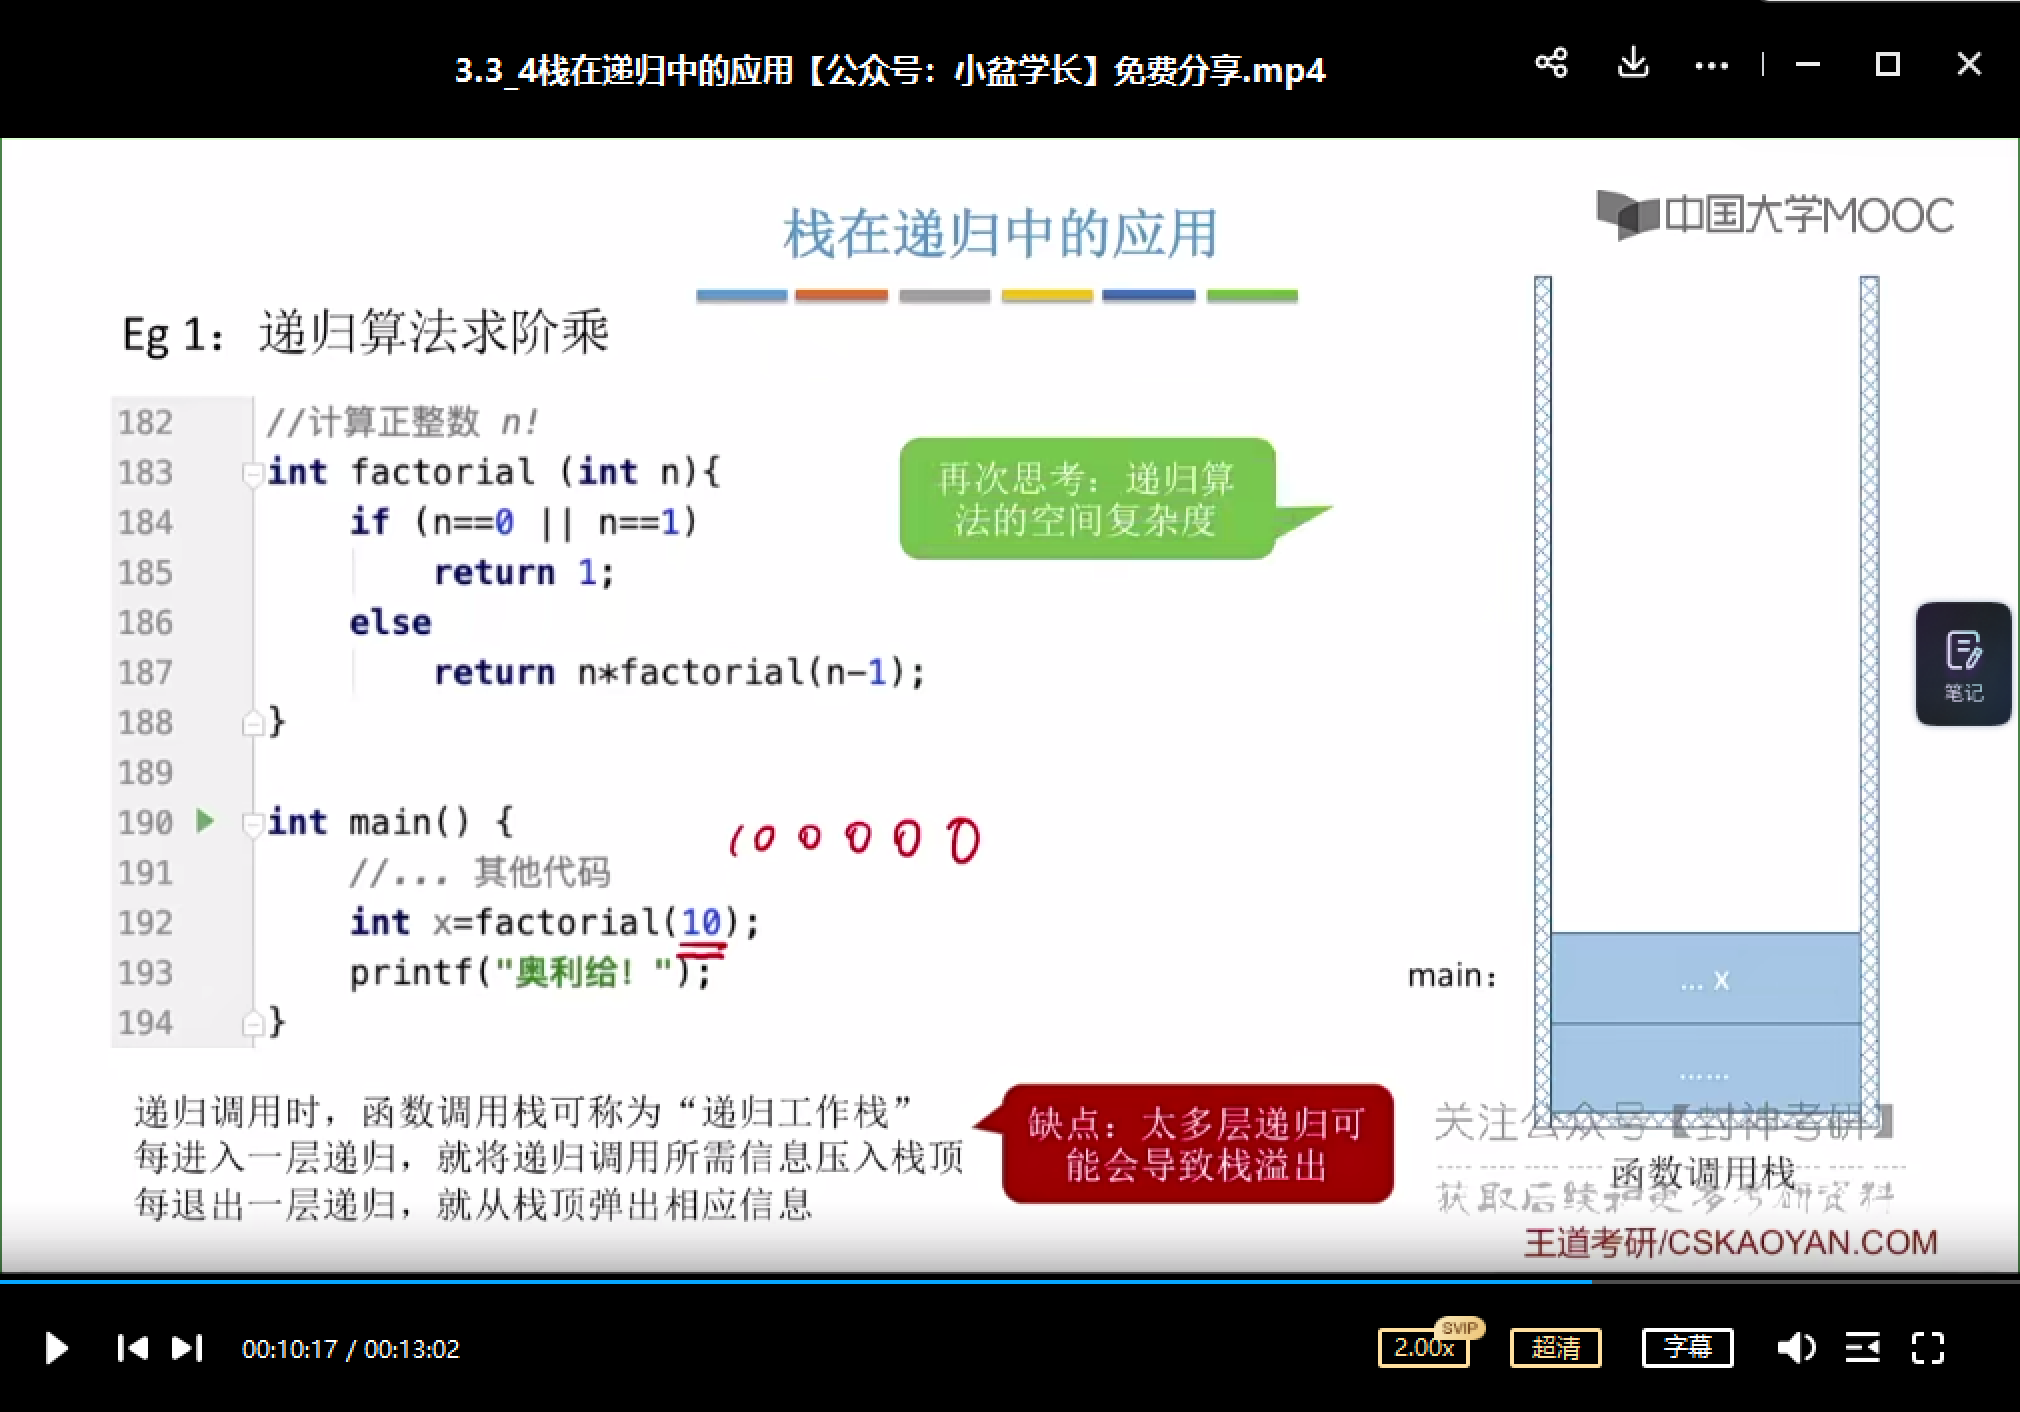 3.3_4栈在递归中的应用【公众号：小盆学长】免费分享.mp4
中国大学MOOC
栈在递归中的应用
Eg 1：递归算法求阶乘
182 //计算正整数 n!
183 int factorial (int n){
184 if (n==0 || n==1)
185 return 1;
186 else
187 return n*factorial(n-1);
188 }
189
190 int main() {
191 //... 其他代码
192 int x=factorial(10);
193 printf("奥利给！");
194 }
100000
再次思考：递归算
法的空间复杂度
笔记
main：
... x
......
递归调用时，函数调用栈可称为“递归工作栈”
每进入一层递归，就将递归调用所需信息压入栈顶
每退出一层递归，就从栈顶弹出相应信息
缺点：太多层递归可
能会导致栈溢出
关注公众号【封神考研】
函数调用栈
获取后续和更多考研资料
王道考研/CSKAOYAN.COM
00:10:17 / 00:13:02
2.00x
SVIP
超清
字幕